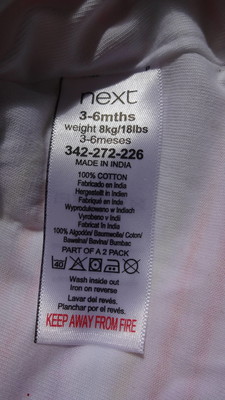 next
3-6mths
weight 8kg/18lbs
3-6meses
342-272-226
MADE IN INDIA
100% COTTON
Fabricado en India
Hergestellt in Indien
Fabriqué en Inde
Wyprodukowano w Indiach
Vyrobeno v Indii
Fabricat in India
100% Algodón/ Baumwolle/ Coton/
Bawełna/ Bavlna/ Bumbac
PART OF A 2 PACK
40
Wash inside out
Iron on reverse
Lavar del revés.
Planchar por el revés.
KEEP AWAY FROM FIRE